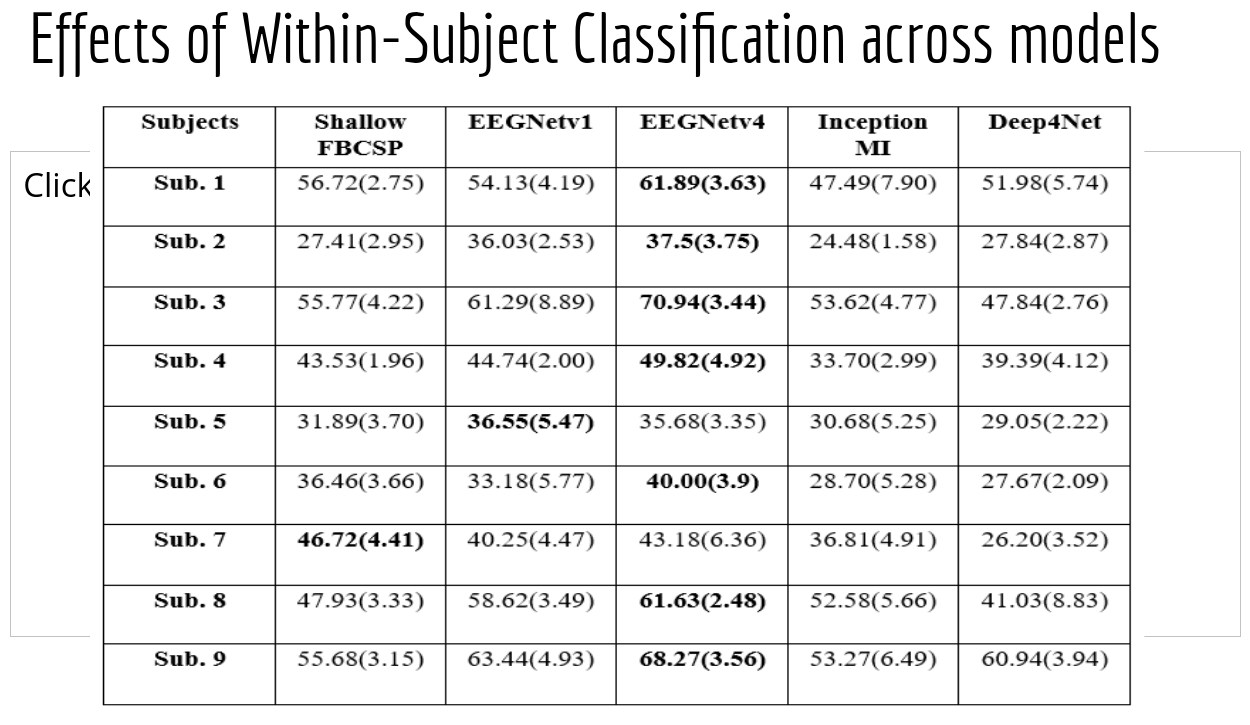 Effects of Within-Subject Classification across models
Click
Subjects Shallow FBCSP EEGNetv1 EEGNetv4 Inception MI Deep4Net
Sub. 1 56.72(2.75) 54.13(4.19) 61.89(3.63) 47.49(7.90) 51.98(5.74)
Sub. 2 27.41(2.95) 36.03(2.53) 37.5(3.75) 24.48(1.58) 27.84(2.87)
Sub. 3 55.77(4.22) 61.29(8.89) 70.94(3.44) 53.62(4.77) 47.84(2.76)
Sub. 4 43.53(1.96) 44.74(2.00) 49.82(4.92) 33.70(2.99) 39.39(4.12)
Sub. 5 31.89(3.70) 36.55(5.47) 35.68(3.35) 30.68(5.25) 29.05(2.22)
Sub. 6 36.46(3.66) 33.18(5.77) 40.00(3.9) 28.70(5.28) 27.67(2.09)
Sub. 7 46.72(4.41) 40.25(4.47) 43.18(6.36) 36.81(4.91) 26.20(3.52)
Sub. 8 47.93(3.33) 58.62(3.49) 61.63(2.48) 52.58(5.66) 41.03(8.83)
Sub. 9 55.68(3.15) 63.44(4.93) 68.27(3.56) 53.27(6.49) 60.94(3.94)